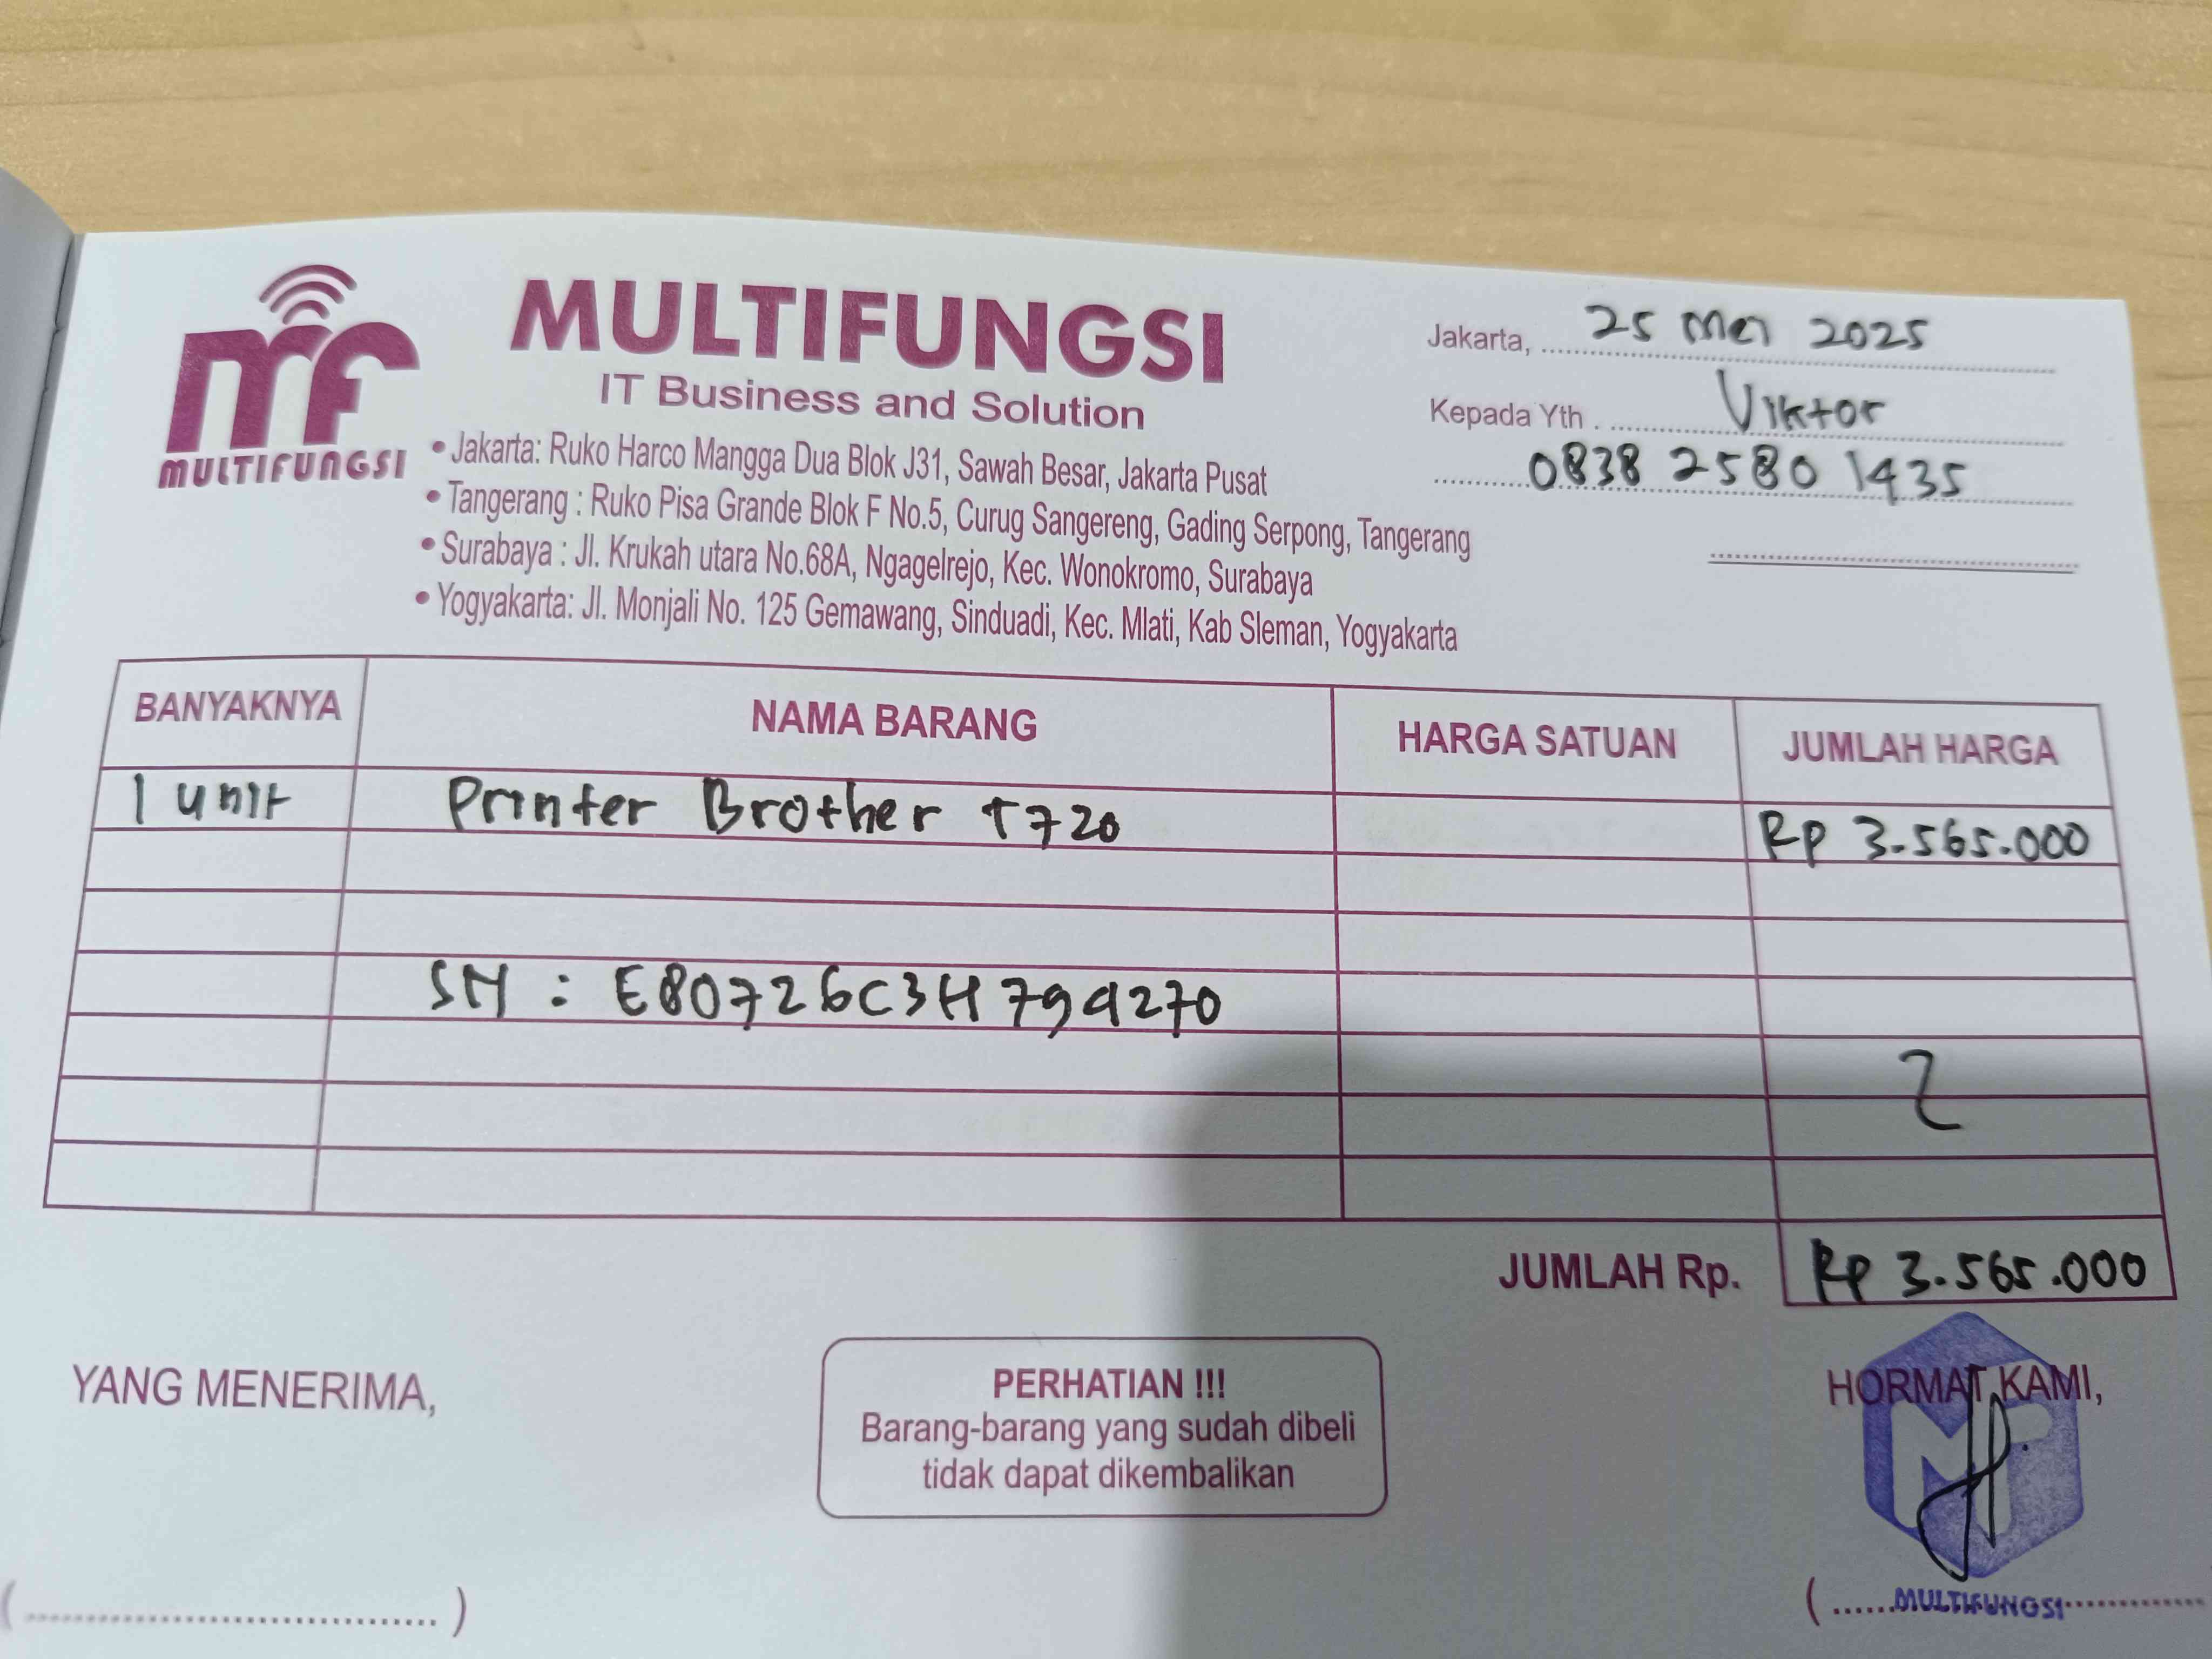 MULTIFUNGSI
MULTIFUNGSI
IT Business and Solution
• Jakarta: Ruko Harco Mangga Dua Blok J31, Sawah Besar, Jakarta Pusat
• Tangerang : Ruko Pisa Grande Blok F No.5, Curug Sangereng, Gading Serpong, Tangerang
• Surabaya : Jl. Krukah utara No.68A, Ngagelrejo, Kec. Wonokromo, Surabaya
• Yogyakarta: Jl. Monjali No. 125 Gemawang, Sinduadi, Kec. Mlati, Kab Sleman, Yogyakarta
Jakarta, 25 Mei 2025
Kepada Yth . Viktor
0838 2580 1435
BANYAKNYA NAMA BARANG HARGA SATUAN JUMLAH HARGA
1 unit Printer Brother T720 Rp 3.565.000
SN : E80726C3H794270
JUMLAH Rp. Rp 3.565.000
YANG MENERIMA,
PERHATIAN !!!
Barang-barang yang sudah dibeli
tidak dapat dikembalikan
HORMAT KAMI,
MULTIFUNGSI